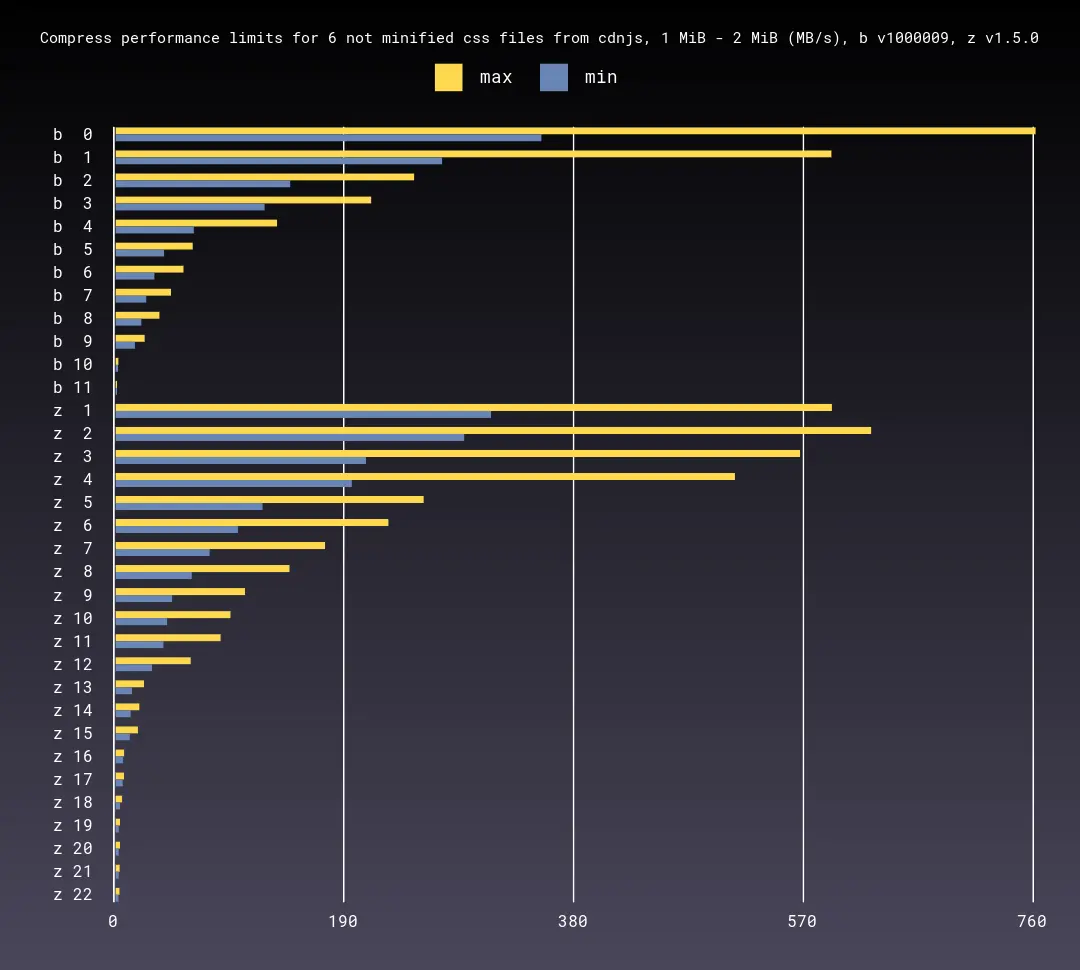 Compress performance limits for 6 not minified css files from cdnjs, 1 MiB - 2 MiB (MB/s), b v1000009, z v1.5.0
max min
b 0
b 1
b 2
b 3
b 4
b 5
b 6
b 7
b 8
b 9
b 10
b 11
z 1
z 2
z 3
z 4
z 5
z 6
z 7
z 8
z 9
z 10
z 11
z 12
z 13
z 14
z 15
z 16
z 17
z 18
z 19
z 20
z 21
z 22
0 190 380 570 760